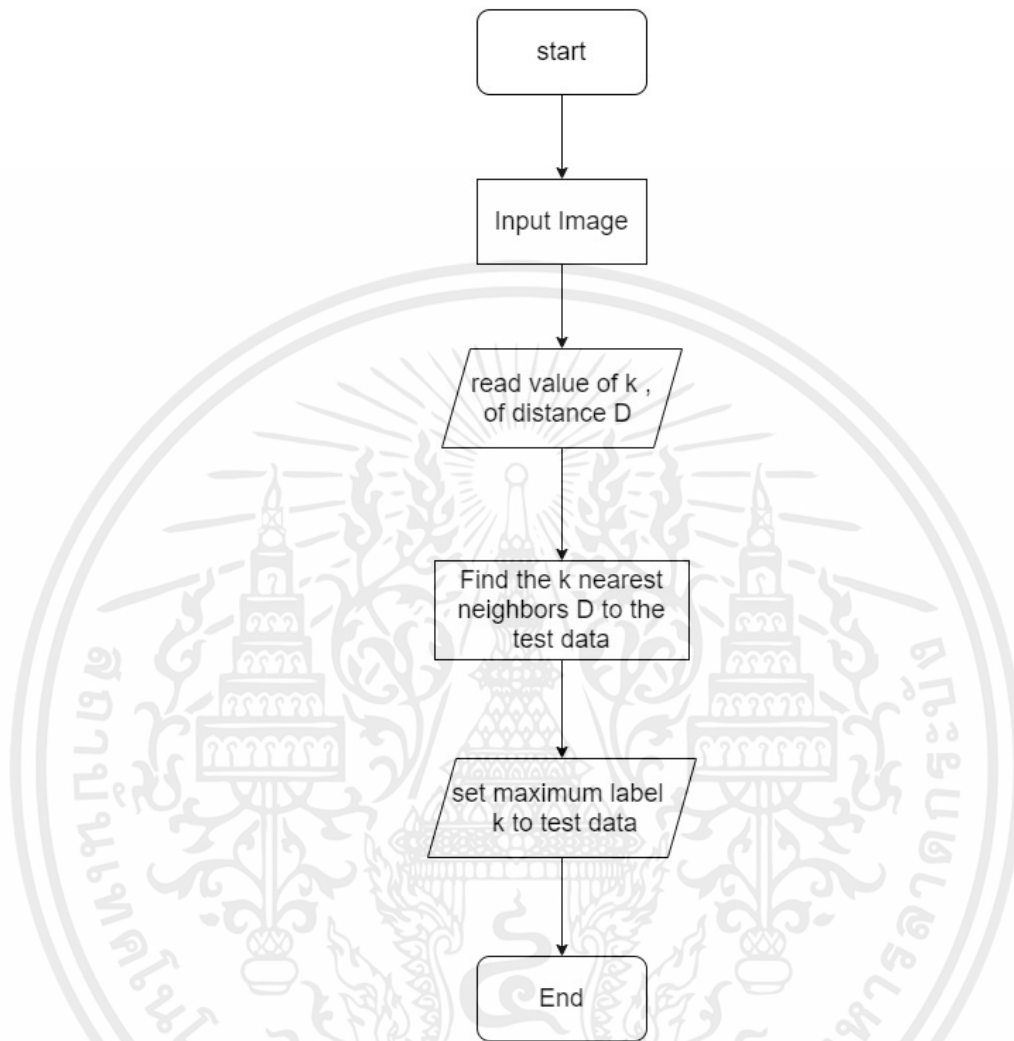 start
Input Image
read value of k ,
of distance D
Find the k nearest
neighbors D to the
test data
set maximum label
k to test data
End